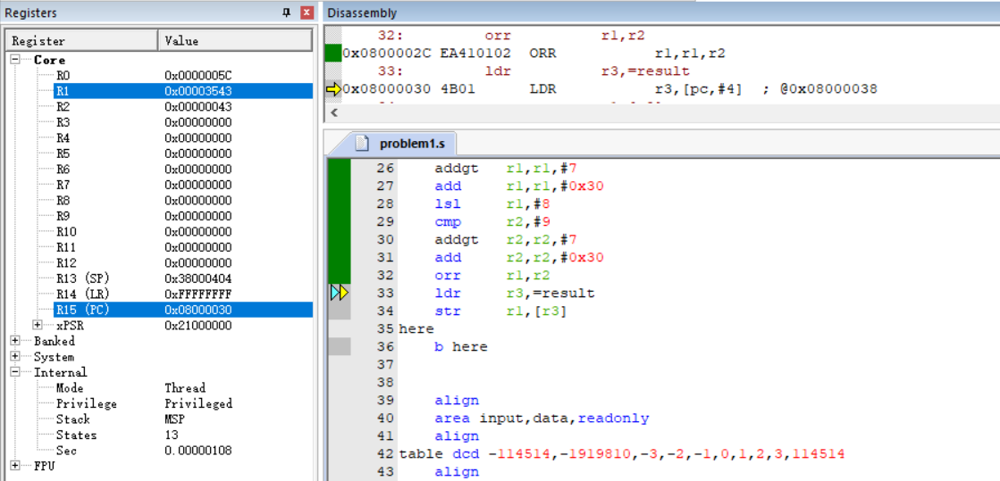 Registers
Register Value
Core
R0 0x0000005C
R1 0x00003543
R2 0x00000043
R3 0x00000000
R4 0x00000000
R5 0x00000000
R6 0x00000000
R7 0x00000000
R8 0x00000000
R9 0x00000000
R10 0x00000000
R11 0x00000000
R12 0x00000000
R13 (SP) 0x38000404
R14 (LR) 0xFFFFFFFF
R15 (PC) 0x08000030
xPSR 0x21000000
Banked
System
Internal
Mode Thread
Privilege Privileged
Stack MSP
States 13
Sec 0.00000108
FPU
Disassembly
32: orr r1,r2
0x0800002C EA410102 ORR r1,r1,r2
33: ldr r3,=result
0x08000030 4B01 LDR r3,[pc,#4] ; @0x08000038
problem1.s
26 addgt r1,r1,#7
27 add r1,r1,#0x30
28 lsl r1,#8
29 cmp r2,#9
30 addgt r2,r2,#7
31 add r2,r2,#0x30
32 orr r1,r2
33 ldr r3,=result
34 str r1,[r3]
35 here
36 b here
37
38
39 align
40 area input,data,readonly
41 align
42 table dcd -114514,-1919810,-3,-2,-1,0,1,2,3,114514
43 align